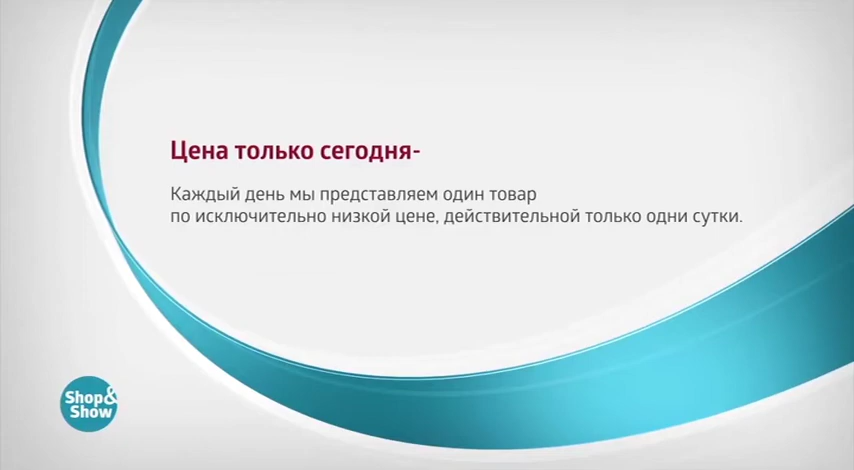 Цена только сегодня-
Каждый день мы представляем один товар
по исключительно низкой цене, действительной только одни сутки.
Shop&
Show